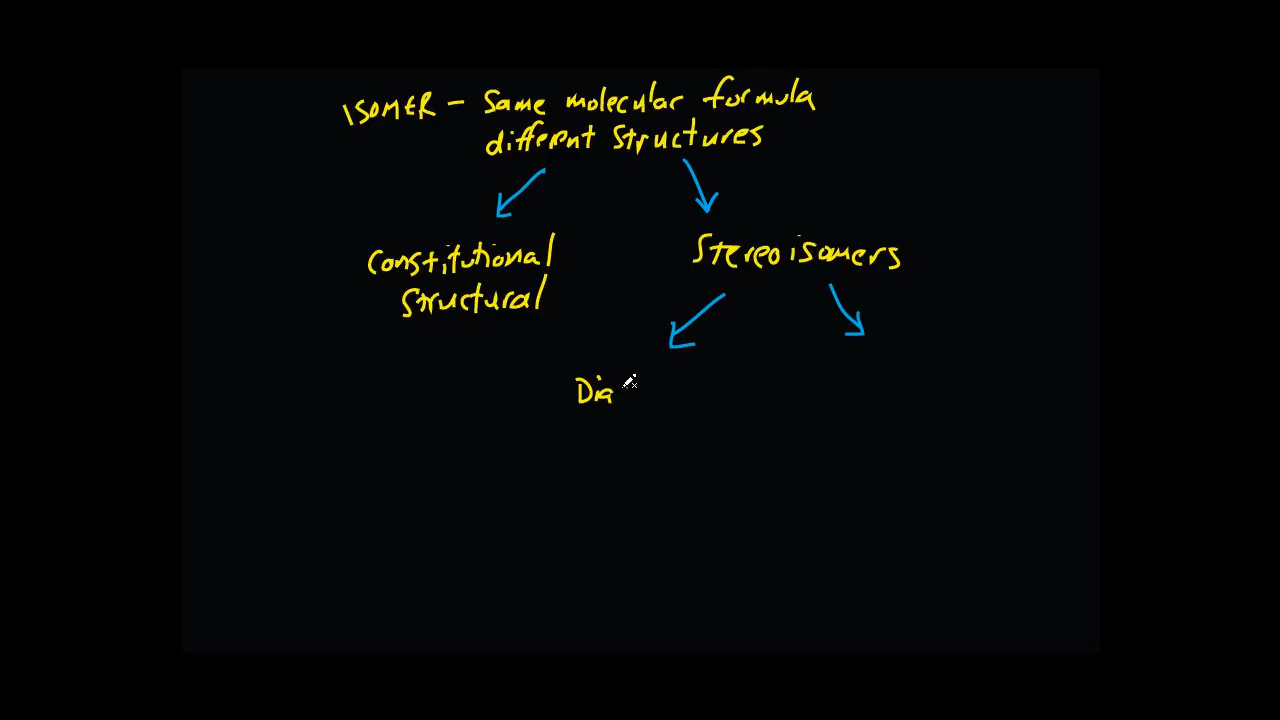 ISOMER - Same molecular formula
different Structures
Constitutional
Structural
Stereoisomers
Dia